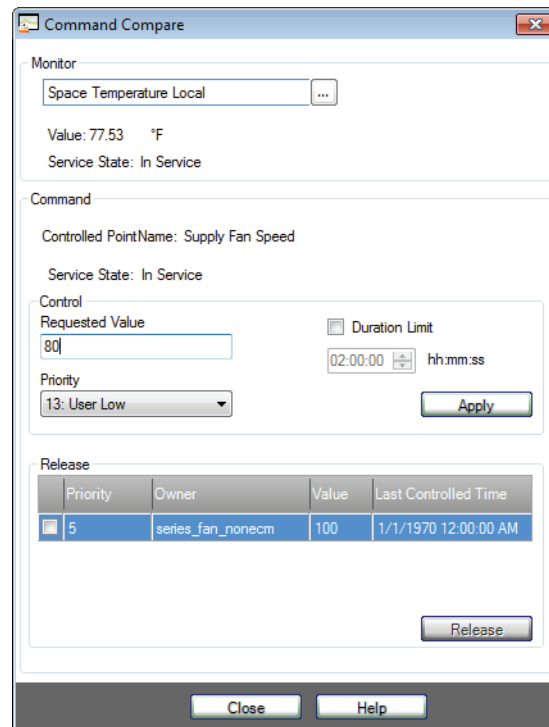 Command Compare
Monitor
Space Temperature Local
...
Value: 77.53 °F
Service State: In Service
Command
Controlled PointName: Supply Fan Speed
Service State: In Service
Control
Requested Value
Duration Limit
80
02:00:00 hh:mm:ss
Priority
13: User Low
Apply
Release
Priority Owner Value Last Controlled Time
5 series_fan_nonecm 100 1/1/1970 12:00:00 AM
Release
Close Help